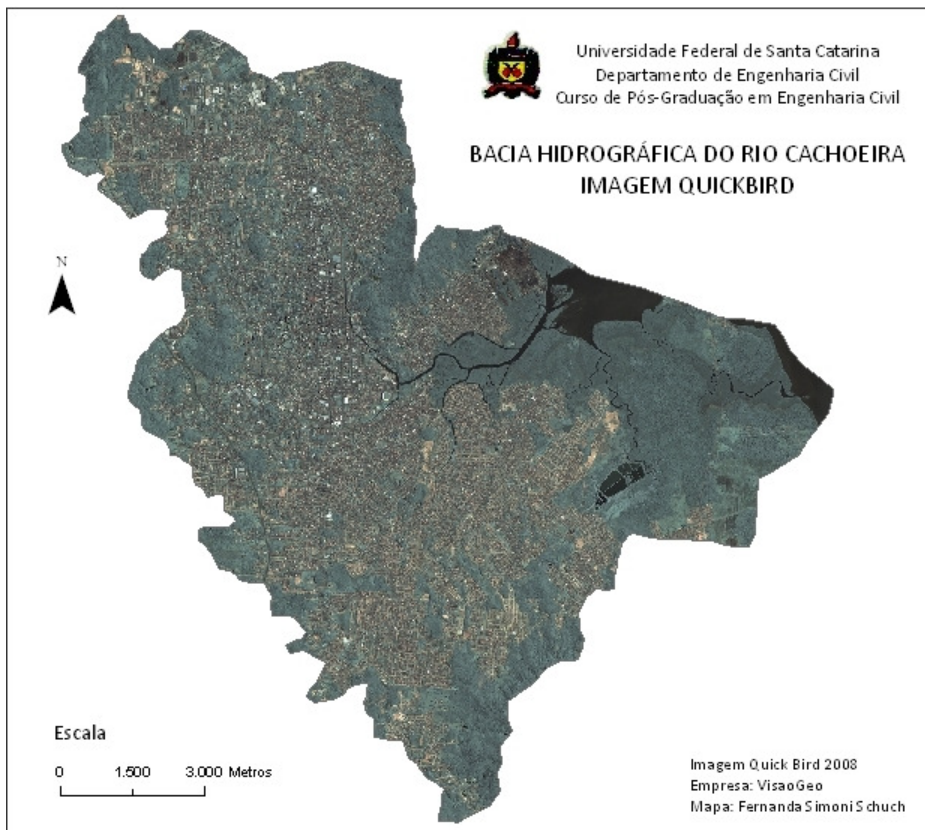 Universidade Federal de Santa Catarina
Departamento de Engenharia Civil
Curso de Pós-Graduação em Engenharia Civil
BACIA HIDROGRÁFICA DO RIO CACHOEIRA
IMAGEM QUICKBIRD
N
Escala
0 1.500 3.000 Metros
Imagem Quick Bird 2008
Empresa: VisaoGeo
Mapa: Fernanda Simoni Schuch